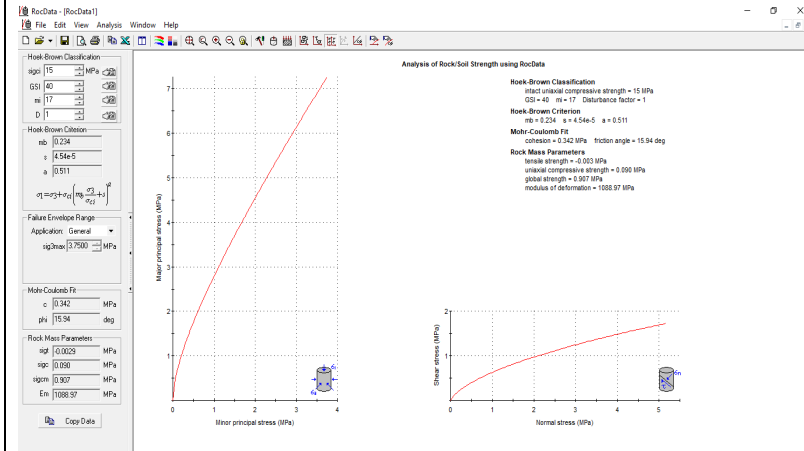 RocData - [RocData1]
File Edit View Analysis Window Help
Hoek-Brown Classification
sigci 15 MPa
GSI 40
mi 17
D 1
Hoek-Brown Criterion
mb 0.234
s 4.54e-5
a 0.511
σ1=σ3+σci(mb σ3/σci+s)^a
Failure Envelope Range
Application: General
sig3max 3.7500 MPa
Mohr-Coulomb Fit
c 0.342 MPa
phi 15.94 deg
Rock Mass Parameters
sigt -0.0029 MPa
sigc 0.090 MPa
sigcm 0.907 MPa
Em 1088.97 MPa
Copy Data
Analysis of Rock/Soil Strength using RocData
Hoek-Brown Classification
intact uniaxial compressive strength = 15 MPa
GSI = 40 mi = 17 Disturbance factor = 1
Hoek-Brown Criterion
mb = 0.234 s = 4.54e-5 a = 0.511
Mohr-Coulomb Fit
cohesion = 0.342 MPa friction angle = 15.94 deg
Rock Mass Parameters
tensile strength = -0.003 MPa
uniaxial compressive strength = 0.090 MPa
global strength = 0.907 MPa
modulus of deformation = 1088.97 MPa
Major principal stress (MPa)
7
6
5
4
3
2
1
0 1 2 3 4
Minor principal stress (MPa)
Shear stress (MPa)
2
1
0 1 2 3 4 5
Normal stress (MPa)